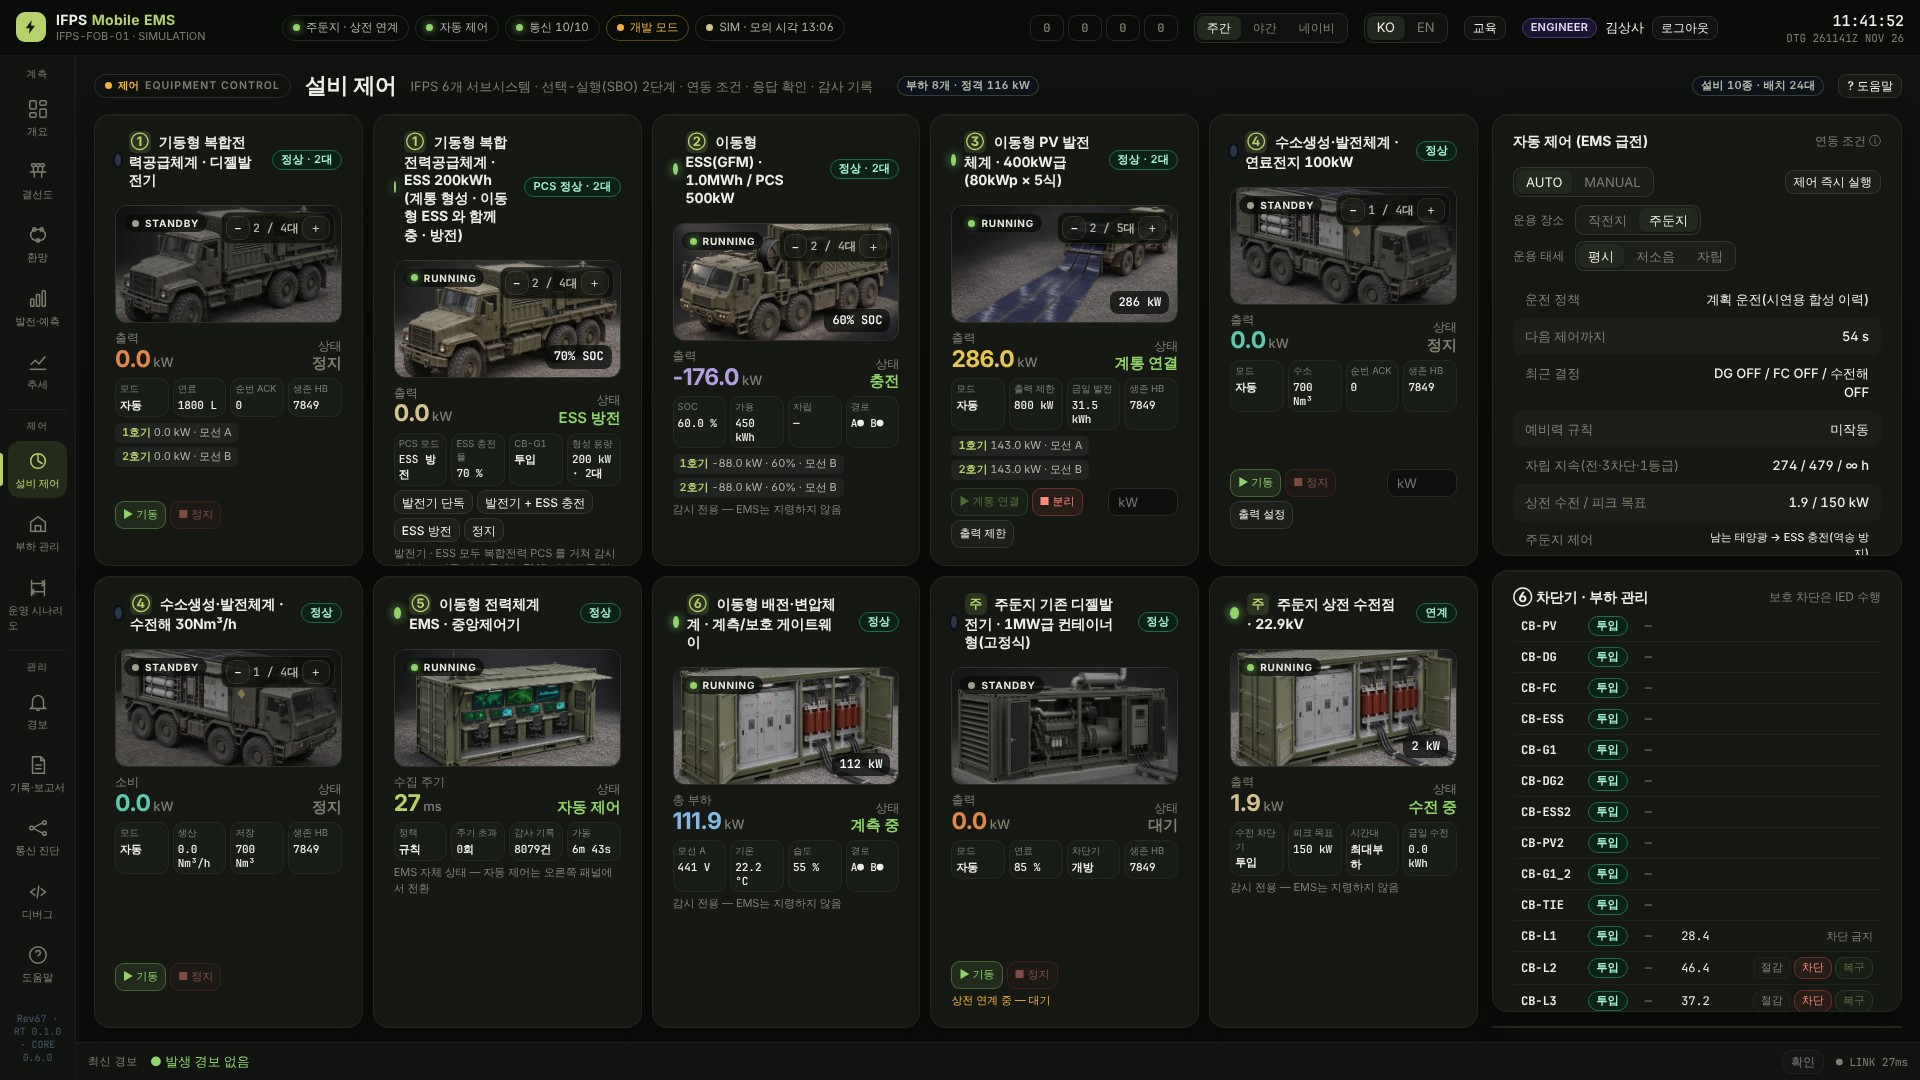 IFPS Mobile EMS
IFPS-FOB-01 · SIMULATION
주둔지 · 상전 연계
자동 제어
통신 10/10
개발 모드
SIM · 모의 시각 13:06
0 0 0 0
주간 야간 네이비
KO EN
교육
ENGINEER 김상사 로그아웃
11:41:52
DTG 261141Z NOV 26
계측
개요
결선도
환망
발전·예측
추세
제어
설비 제어
부하 관리
운영 시나리
오
관리
경보
기록·보고서
통신 진단
디버그
도움말
Rev67 ·
RT 0.1.0
· CORE
0.6.0
제어 EQUIPMENT CONTROL
설비 제어
IFPS 6개 서브시스템 · 선택-실행(SBO) 2단계 · 연동 조건 · 응답 확인 · 감사 기록
부하 8개 · 정격 116 kW
설비 10종 · 배치 24대
? 도움말
① 기동형 복합전
력공급체계 · 디젤발
전기
정상 · 2대
STANDBY
− 2 / 4대 +
출력
0.0 kW
상태
정지
모드 자동
연료 1800 L
순번 ACK 0
생존 HB 7849
1호기 0.0 kW · 모선 A
2호기 0.0 kW · 모선 B
▶ 기동 ■ 정지
① 기동형 복합
전력공급체계 ·
ESS 200kWh
(계통 형성 · 이동
형 ESS 와 함께
충 · 방전)
PCS 정상 · 2대
RUNNING
− 2 / 4대 +
70% SOC
출력
0.0 kW
상태
ESS 방전
PCS 모드 ESS 방전
ESS 충전율 70 %
CB-G1 투입
형성 용량 200 kW · 2대
발전기 단독 발전기 + ESS 충전
ESS 방전 정지
발전기 · ESS 모두 복합전력 PCS 를 거쳐 감시
② 이동형
ESS(GFM) ·
1.0MWh / PCS
500kW
정상 · 2대
RUNNING
− 2 / 4대 +
60% SOC
출력
-176.0 kW
상태
충전
SOC 60.0 %
가용 450 kWh
자립 —
경로 A● B●
1호기 -88.0 kW · 60% · 모선 B
2호기 -88.0 kW · 60% · 모선 B
감시 전용 — EMS는 지령하지 않음
③ 이동형 PV 발전
체계 · 400kW급
(80kWp × 5식)
정상 · 2대
RUNNING
− 2 / 5대 +
286 kW
출력
286.0 kW
상태
계통 연결
모드 자동
출력 제한 800 kW
금일 발전 31.5 kWh
생존 HB 7849
1호기 143.0 kW · 모선 A
2호기 143.0 kW · 모선 B
▶ 계통 연결 ■ 분리 kW
출력 제한
④ 수소생성·발전체계 ·
연료전지 100kW
정상
STANDBY
− 1 / 4대 +
출력
0.0 kW
상태
정지
모드 자동
수소 700 Nm³
순번 ACK 0
생존 HB 7849
▶ 기동 ■ 정지 kW
출력 설정
④ 수소생성·발전체계 ·
수전해 30Nm³/h
정상
STANDBY
− 1 / 4대 +
소비
0.0 kW
상태
정지
모드 자동
생산 0.0 Nm³/h
저장 700 Nm³
생존 HB 7849
▶ 기동 ■ 정지
⑤ 이동형 전력체계
EMS · 중앙제어기
정상
RUNNING
수집 주기
27 ms
상태
자동 제어
정책 규칙
주기 초과 0회
감사 기록 8079건
가동 6m 43s
EMS 자체 상태 — 자동 제어는 오른쪽 패널에
서 전환
⑥ 이동형 배전·변압체
계 · 계측/보호 게이트웨
이
정상
RUNNING
112 kW
총 부하
111.9 kW
상태
계측 중
모선 A 441 V
기온 22.2 °C
습도 55 %
경로 A● B●
감시 전용 — EMS는 지령하지 않음
주 주둔지 기존 디젤발
전기 · 1MW급 컨테이너
형(고정식)
정상
STANDBY
출력
0.0 kW
상태
대기
모드 자동
연료 85 %
차단기 개방
생존 HB 7849
▶ 기동 ■ 정지
상전 연계 중 — 대기
주 주둔지 상전 수전점
· 22.9kV
연계
RUNNING
2 kW
출력
1.9 kW
상태
수전 중
수전 차단기 투입
피크 목표 150 kW
시간대 최대부하
금일 수전 0.0 kWh
감시 전용 — EMS는 지령하지 않음
자동 제어 (EMS 급전)
연동 조건 ⓘ
AUTO MANUAL
제어 즉시 실행
운용 장소 작전지 주둔지
운용 태세 평시 저소음 자립
운전 정책 계획 운전(시연용 합성 이력)
다음 제어까지 54 s
최근 결정 DG OFF / FC OFF / 수전해
OFF
예비력 규칙 미작동
자립 지속(전·3차단·1등급) 274 / 479 / ∞ h
상전 수전 / 피크 목표 1.9 / 150 kW
주둔지 제어 남는 태양광 → ESS 충전(역송 방
지)
⑥ 차단기 · 부하 관리
보호 차단은 IED 수행
CB-PV 투입 —
CB-DG 투입 —
CB-FC 투입 —
CB-ESS 투입 —
CB-G1 투입 —
CB-DG2 투입 —
CB-ESS2 투입 —
CB-PV2 투입 —
CB-G1_2 투입 —
CB-TIE 투입 —
CB-L1 투입 — 28.4 차단 금지
CB-L2 투입 — 46.4 절감 차단 복구
CB-L3 투입 — 37.2 절감 차단 복구
최신 경보 발생 경보 없음
확인
LINK 27ms